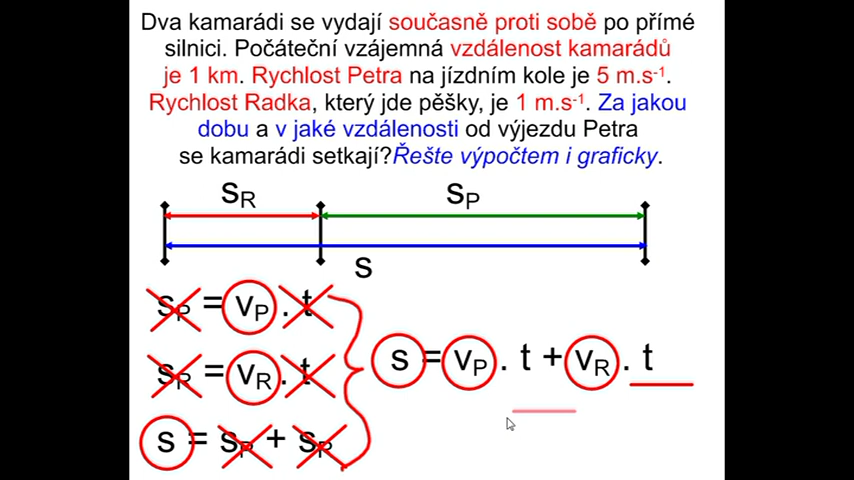 Dva kamarádi se vydají současně proti sobě po přímé
silnici. Počáteční vzájemná vzdálenost kamarádů
je 1 km. Rychlost Petra na jízdním kole je 5 m.s⁻¹.
Rychlost Radka, který jde pěšky, je 1 m.s⁻¹. Za jakou
dobu a v jaké vzdálenosti od výjezdu Petra
se kamarádi setkají?Řešte výpočtem i graficky.
sR sP
s
sP = vP . t
sR = vR . t
s = vP . t + vR . t
s = sP + sP